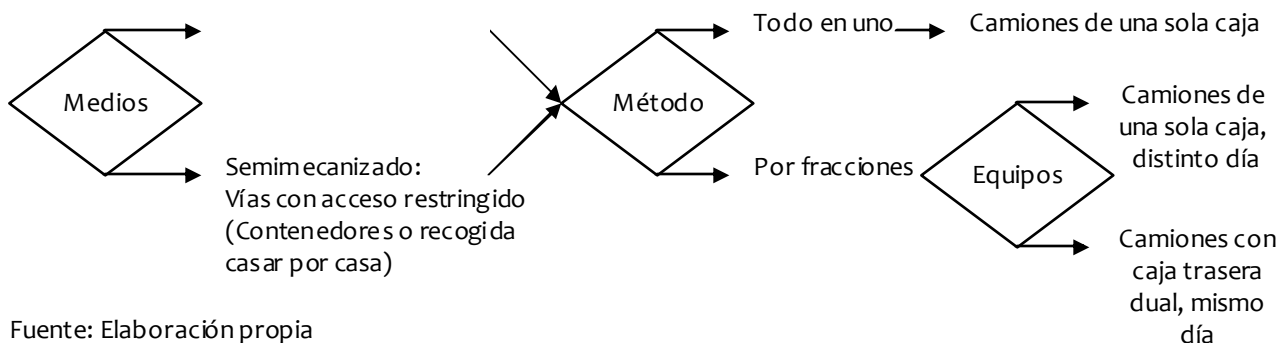 Medios
Semimecanizado:
Vías con acceso restringido
(Contenedores o recogida
casar por casa)
Método
Todo en uno
Camiones de una sola caja
Por fracciones
Equipos
Camiones de
una sola caja,
distinto día
Camiones con
caja trasera
dual, mismo
día
Fuente: Elaboración propia